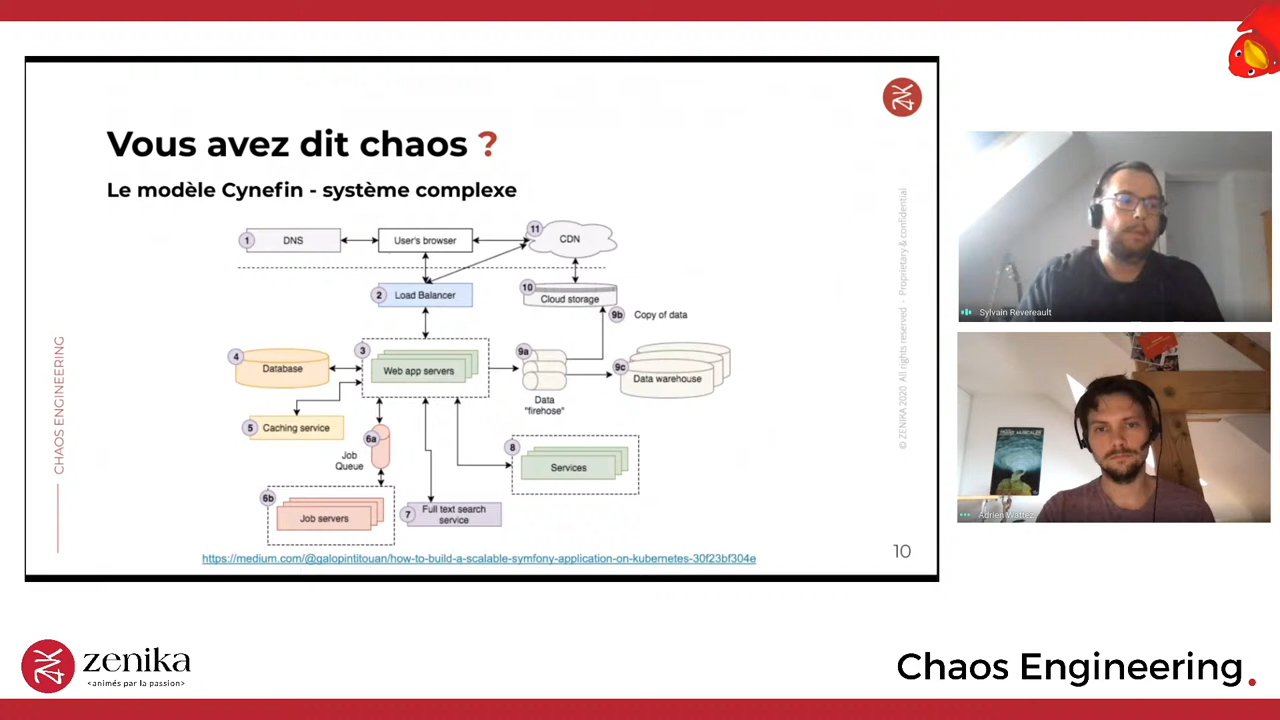 Vous avez dit chaos ?
Le modèle Cynefin - système complexe
1 DNS
User's browser
11 CDN
2 Load Balancer
10 Cloud storage
9b Copy of data
4 Database
3 Web app servers
9a
Data
"firehose"
9c Data warehouse
5 Caching service
6a
Job
Queue
8 Services
6b Job servers
7 Full text search
service
https://medium.com/@galopintitouan/how-to-build-a-scalable-symfony-application-on-kubernetes-30f23bf304e
10
CHAOS ENGINEERING
© ZENIKA 2020 All rights reserved - Proprietary & confidential
Sylvain Revereault
Adrien Wattez
zenika
<animés par la passion>
Chaos Engineering.